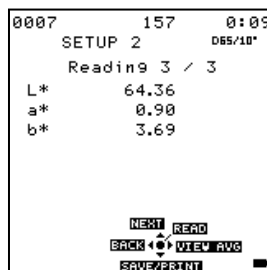 0007 157 0:09
SETUP 2 D65/10°
Reading 3 / 3
L* 64.36
a* 0.90
b* 3.69
NEXT READ
BACK VIEW AVG
SAVE/PRINT